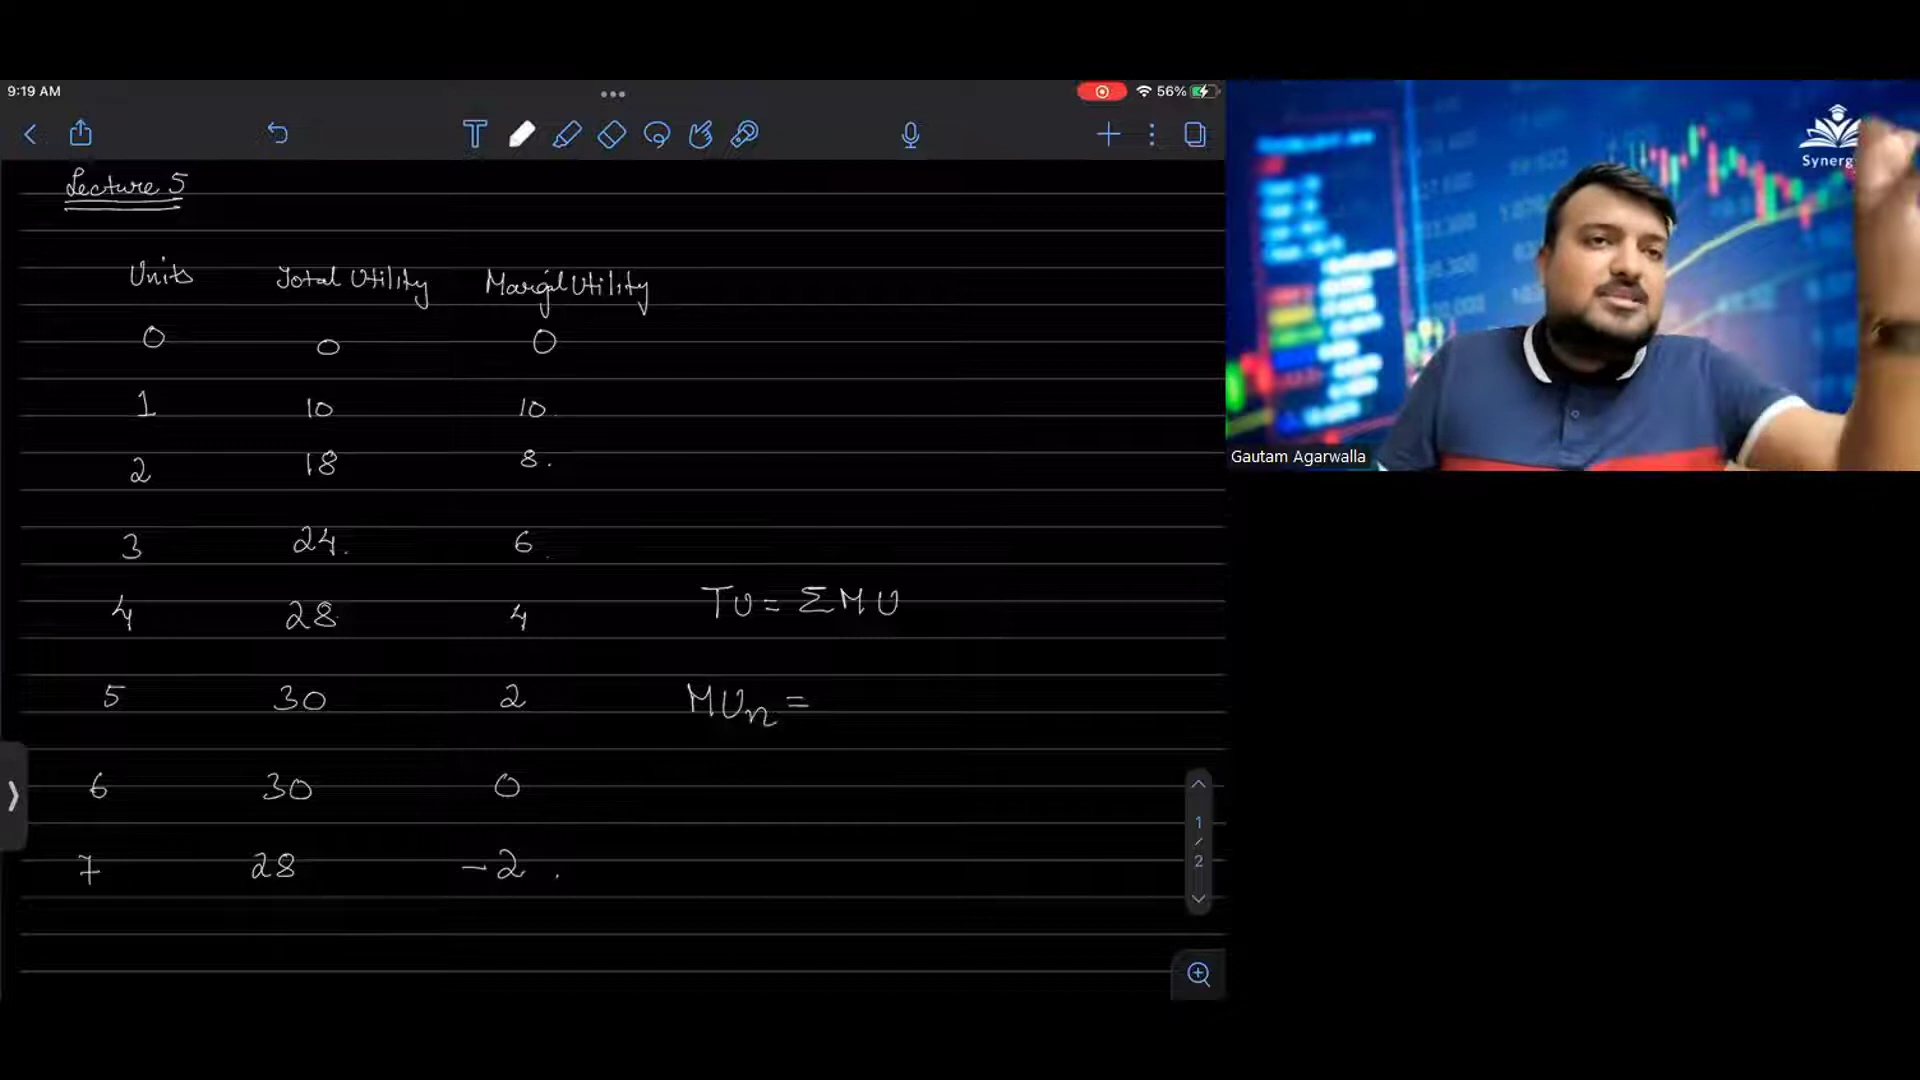 9:19 AM
56%
Lecture 5
Units Total Utility Margil Utility
0 0 0
1 10 10
2 18 8.
3 24. 6.
4 28 4
TU = ΣMU
5 30 2
MUn =
6 30 0
7 28 -2.
1
/
2
Synergy
Gautam Agarwalla